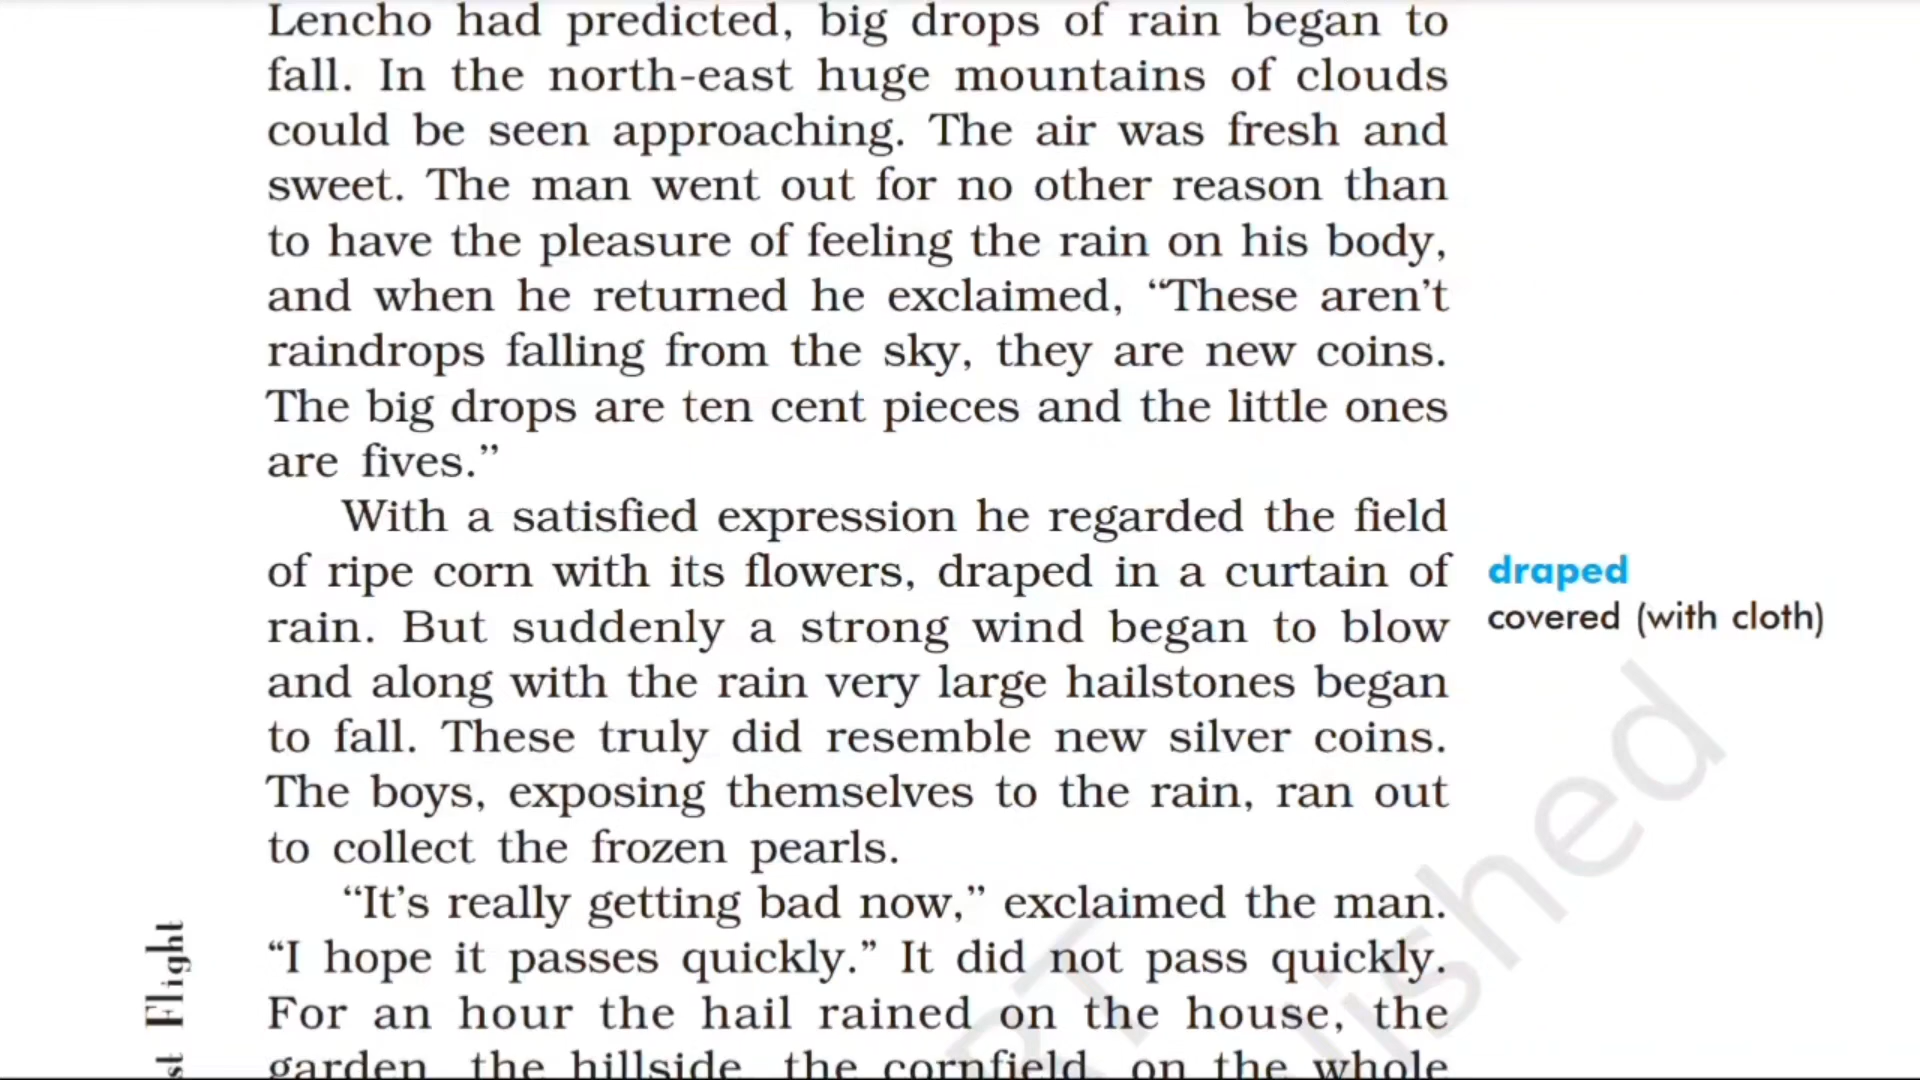 Lencho had predicted, big drops of rain began to
fall. In the north-east huge mountains of clouds
could be seen approaching. The air was fresh and
sweet. The man went out for no other reason than
to have the pleasure of feeling the rain on his body,
and when he returned he exclaimed, “These aren’t
raindrops falling from the sky, they are new coins.
The big drops are ten cent pieces and the little ones
are fives.”
With a satisfied expression he regarded the field
of ripe corn with its flowers, draped in a curtain of
rain. But suddenly a strong wind began to blow
and along with the rain very large hailstones began
to fall. These truly did resemble new silver coins.
The boys, exposing themselves to the rain, ran out
to collect the frozen pearls.
“It’s really getting bad now,” exclaimed the man.
“I hope it passes quickly.” It did not pass quickly.
For an hour the hail rained on the house, the
garden, the hillside, the cornfield, on the whole
draped
covered (with cloth)
st Flight
RT
lished